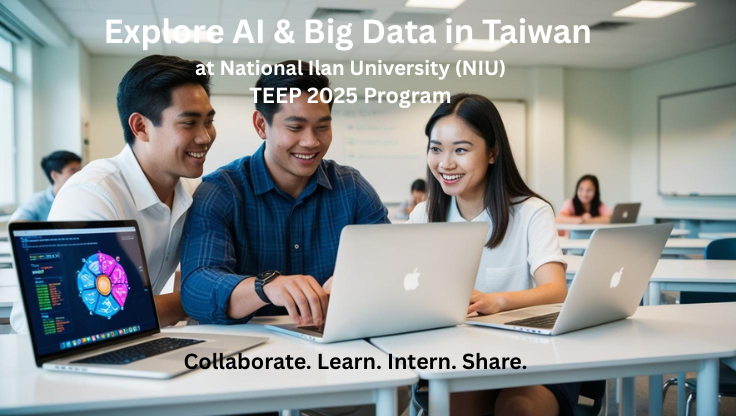 Explore AI & Big Data in Taiwan
at National Ilan University (NIU)
TEEP 2025 Program
Collaborate. Learn. Intern. Share.